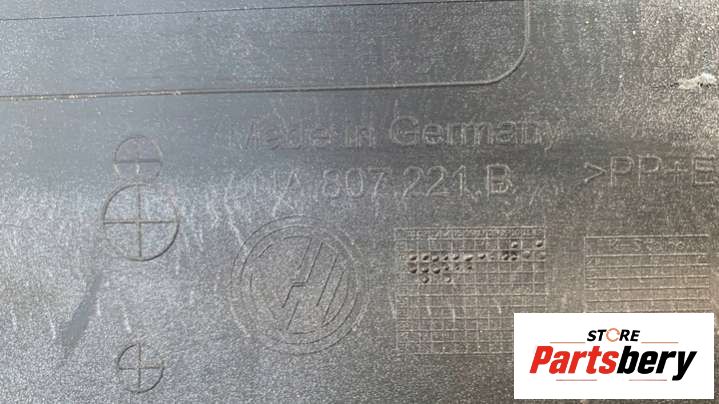 Made in Germany
807 221 B
>PP+E
STORE
Partsbery